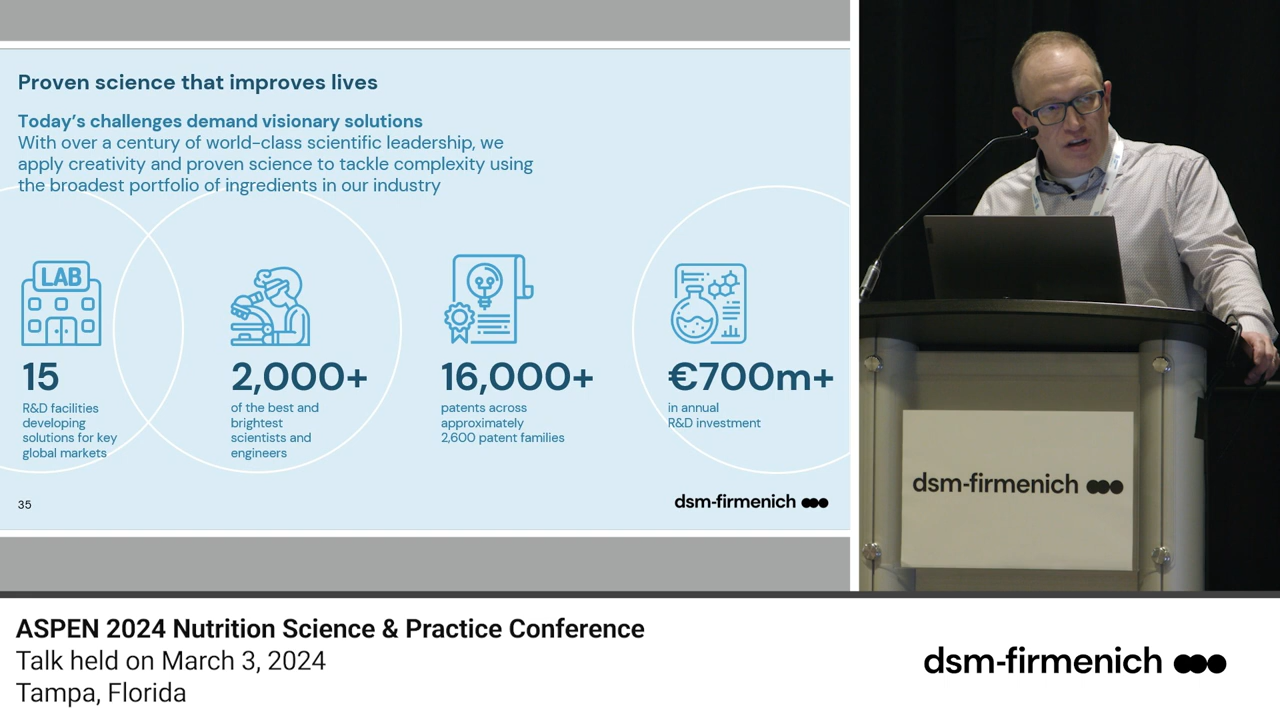 Proven science that improves lives
Today's challenges demand visionary solutions
With over a century of world-class scientific leadership, we
apply creativity and proven science to tackle complexity using
the broadest portfolio of ingredients in our industry
LAB
15
R&D facilities
developing
solutions for key
global markets
2,000+
of the best and
brightest
scientists and
engineers
16,000+
patents across
approximately
2,600 patent families
€700m+
in annual
R&D investment
35
dsm-firmenich
dsm-firmenich
ASPEN 2024 Nutrition Science & Practice Conference
Talk held on March 3, 2024
Tampa, Florida
dsm-firmenich